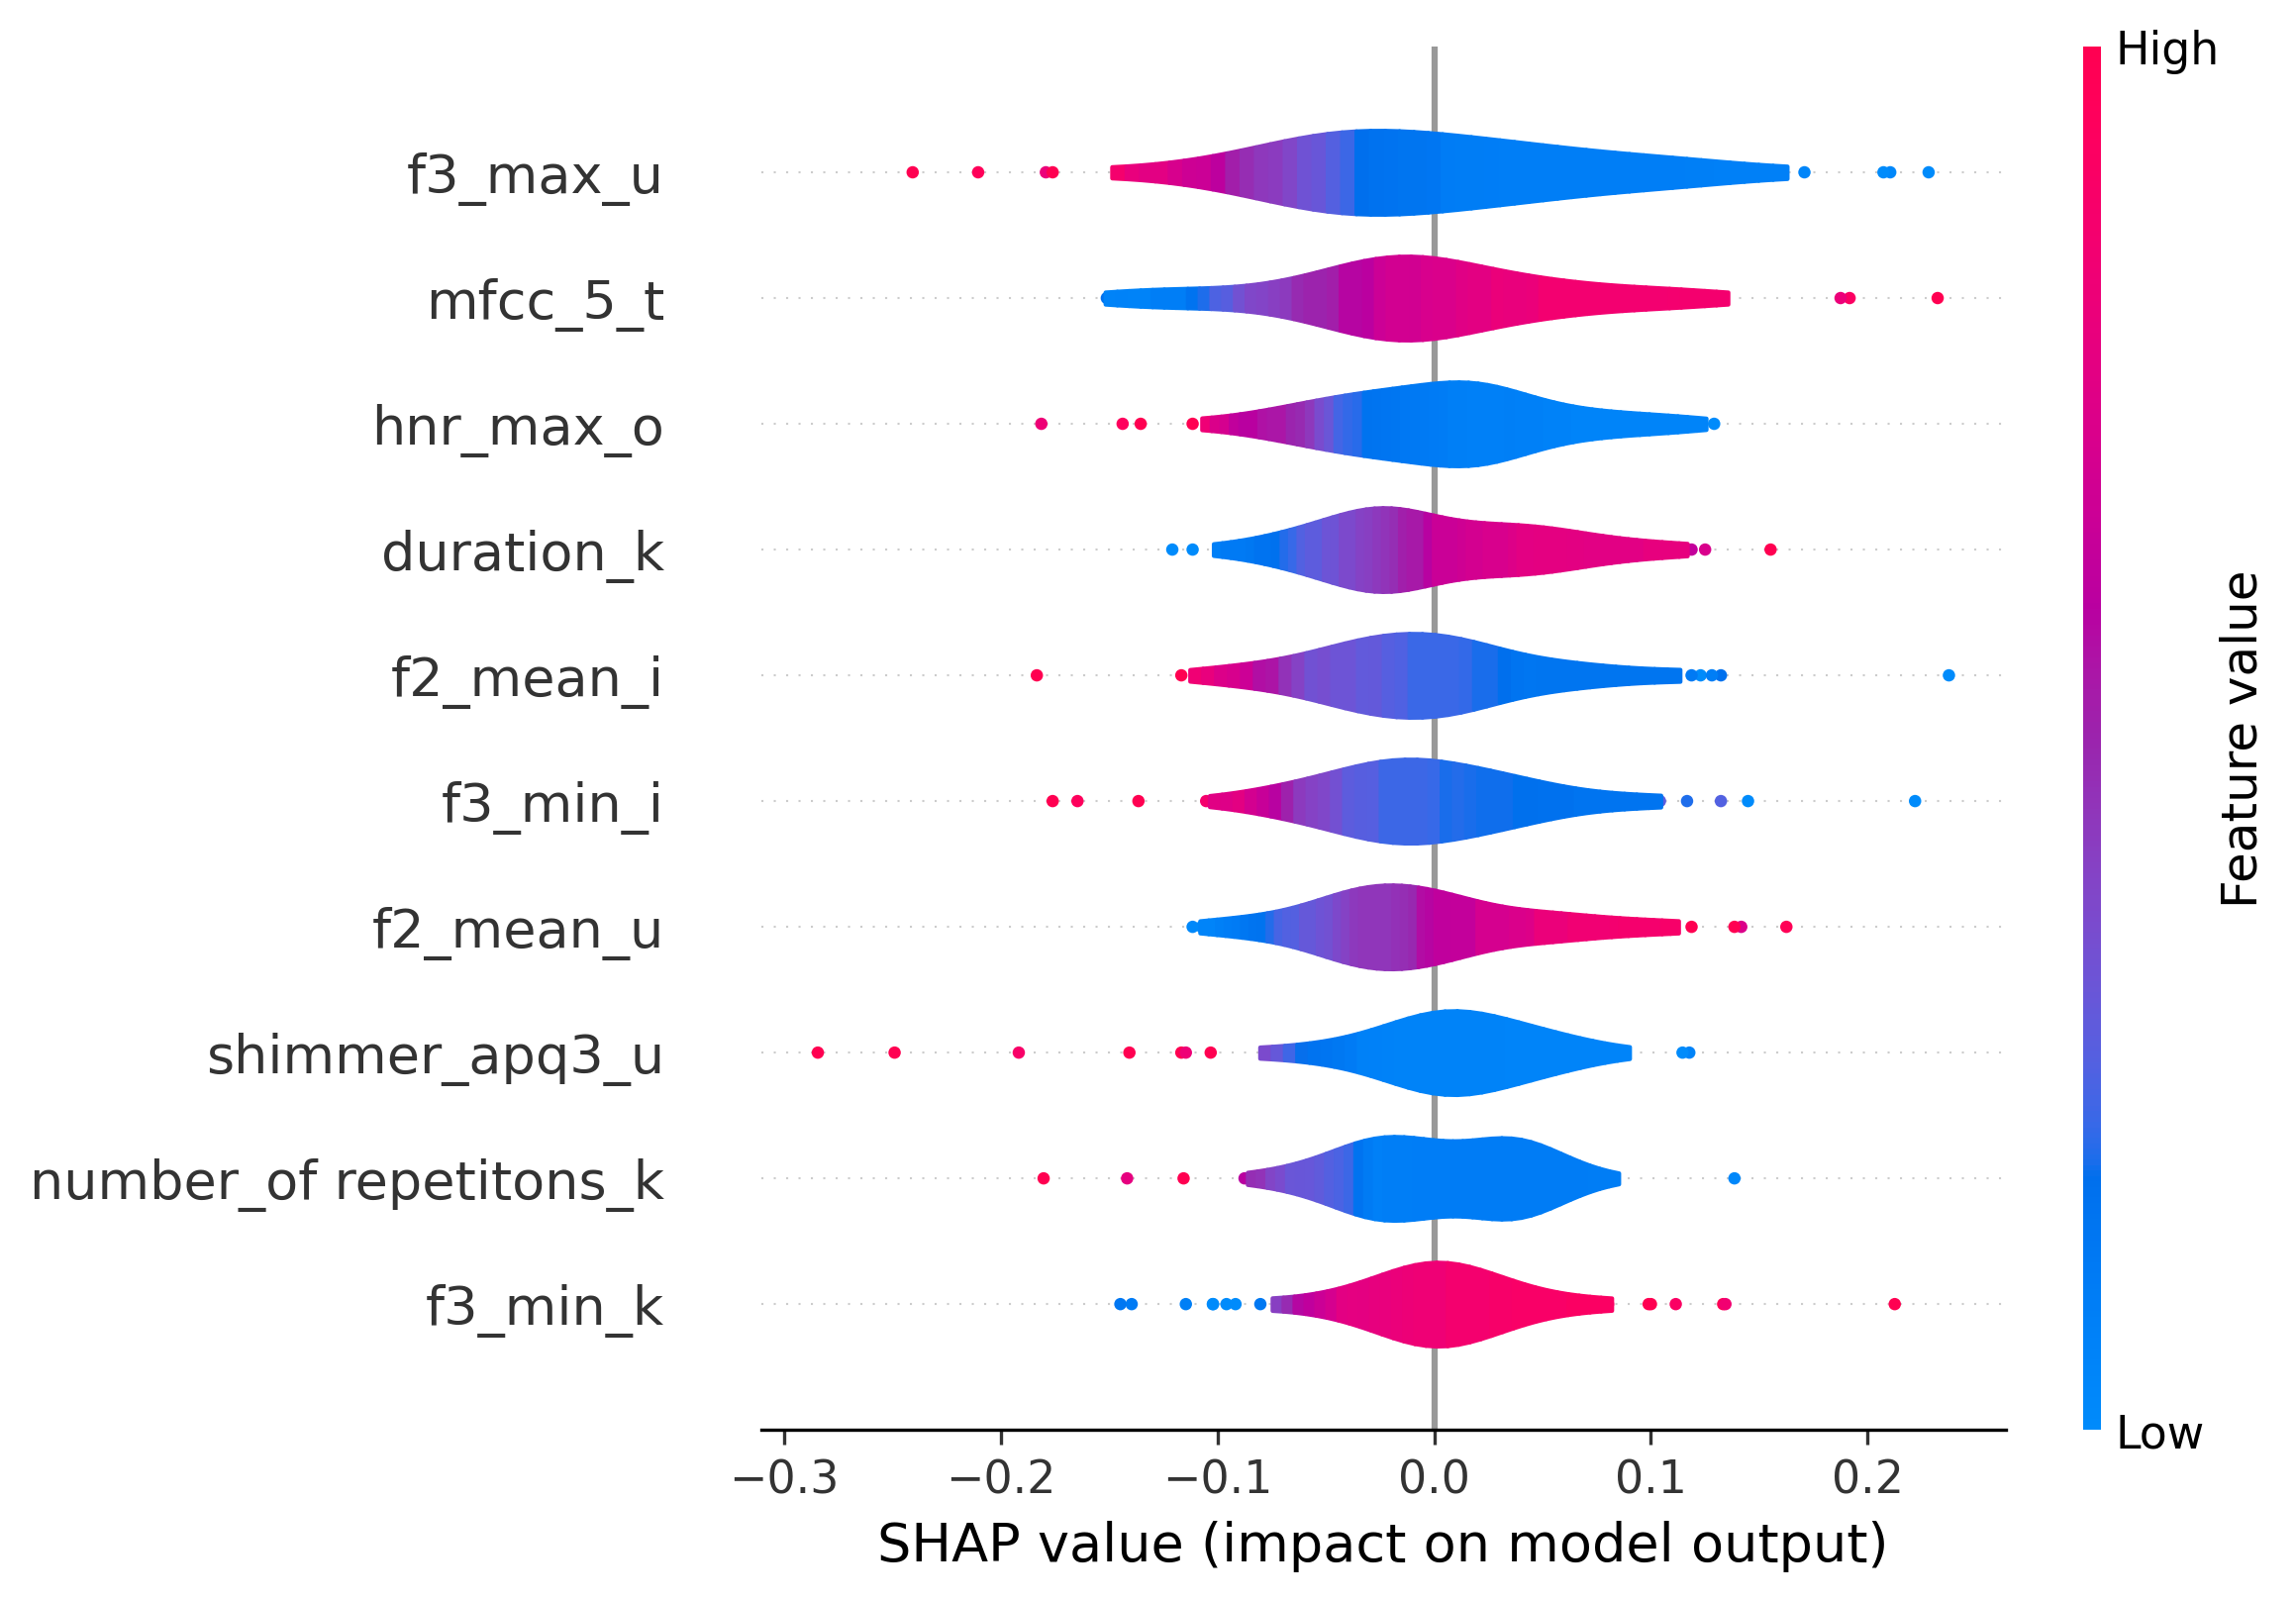 High
f3_max_u
mfcc_5_t
hnr_max_o
duration_k
f2_mean_i
f3_min_i
f2_mean_u
shimmer_apq3_u
number_of repetitons_k
f3_min_k
Feature value
Low
−0.3 −0.2 −0.1 0.0 0.1 0.2
SHAP value (impact on model output)